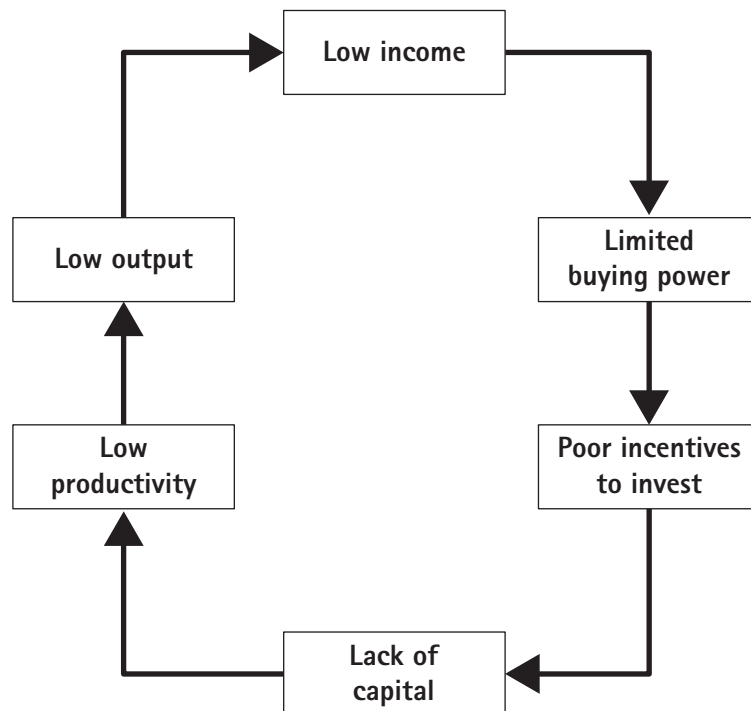 Low income
Low output
Limited
buying power
Low
productivity
Poor incentives
to invest
Lack of
capital